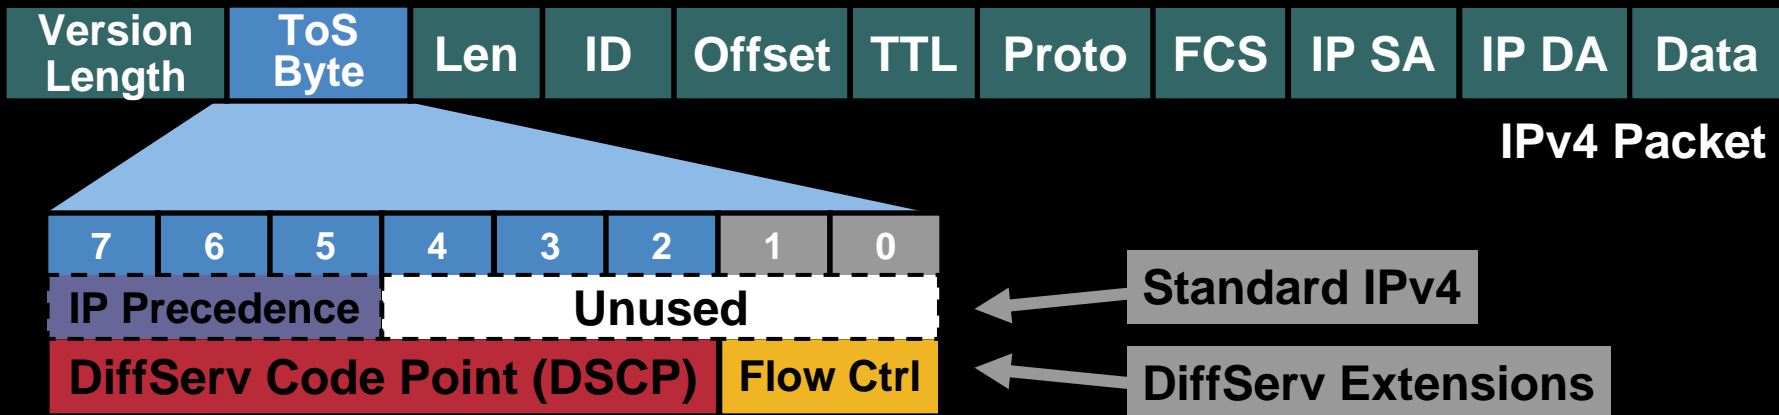 Version Length ToS Byte Len ID Offset TTL Proto FCS IP SA IP DA Data
IPv4 Packet
7 6 5 4 3 2 1 0
IP Precedence Unused
Standard IPv4
DiffServ Code Point (DSCP) Flow Ctrl
DiffServ Extensions